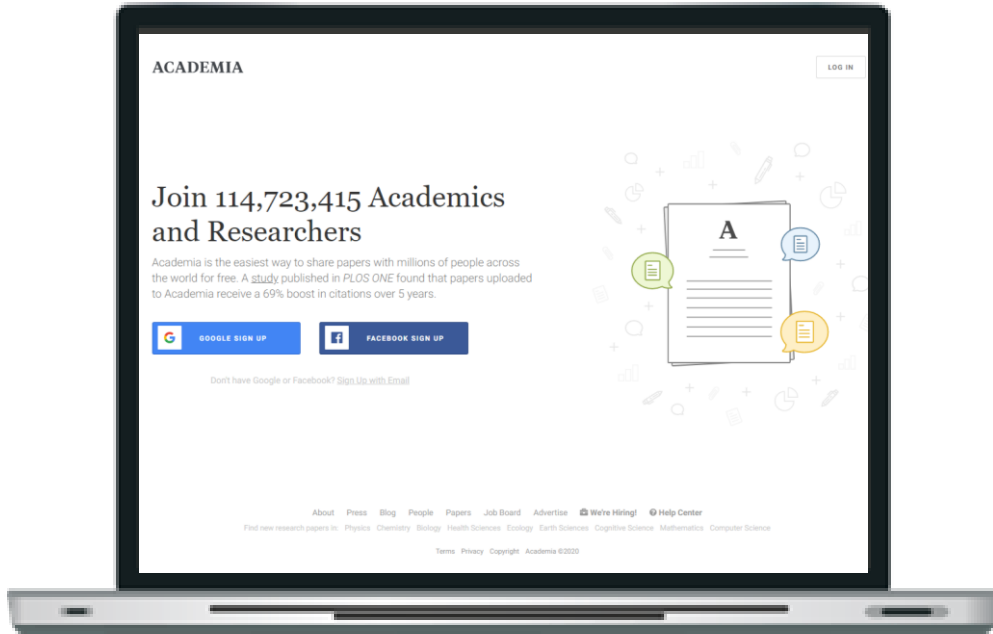 ACADEMIA
LOG IN
Join 114,723,415 Academics
and Researchers
Academia is the easiest way to share papers with millions of people across
the world for free. A study published in PLOS ONE found that papers uploaded
to Academia receive a 69% boost in citations over 5 years.
G GOOGLE SIGN UP
f FACEBOOK SIGN UP
Don't have Google or Facebook? Sign Up with Email
A
About Press Blog People Papers Job Board Advertise We're Hiring! Help Center
Find new research papers in: Physics Chemistry Biology Health Sciences Ecology Earth Sciences Cognitive Science Mathematics Computer Science
Terms Privacy Copyright Academia ©2020